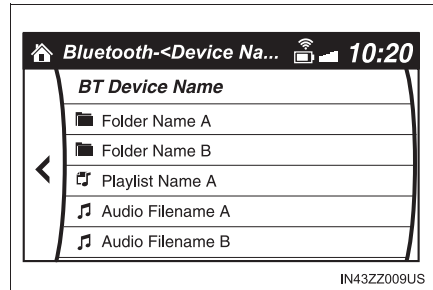 Bluetooth-<Device Na... 10:20
BT Device Name
Folder Name A
Folder Name B
Playlist Name A
Audio Filename A
Audio Filename B
IN43ZZ009US